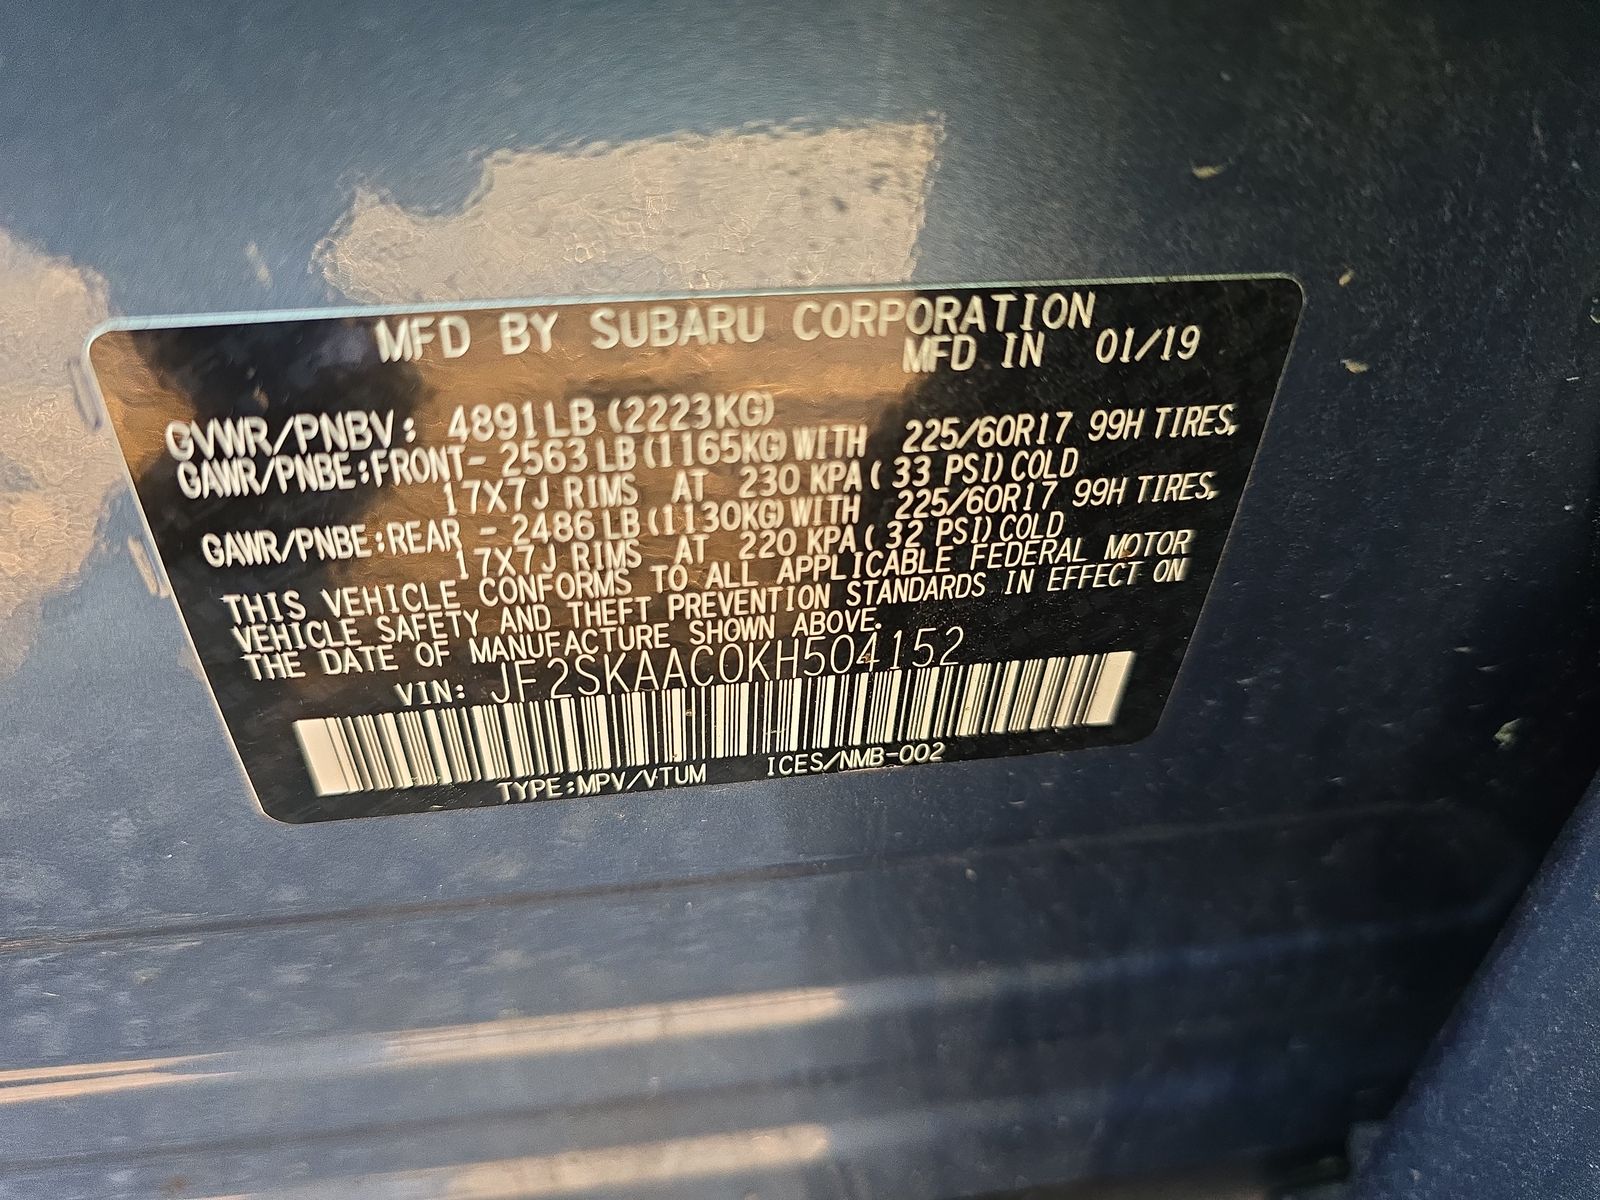 MFD BY SUBARU CORPORATION
MFD IN 01/19
GVWR/PNBV: 4891LB (2223KG)
GAWR/PNBE:FRONT- 2563LB(1165KG)WITH 225/60R17 99H TIRES,
17X7J RIMS AT 230 KPA( 33 PSI)COLD
GAWR/PNBE:REAR - 2486LB(1130KG)WITH 225/60R17 99H TIRES,
17X7J RIMS AT 220 KPA( 32 PSI)COLD
THIS VEHICLE CONFORMS TO ALL APPLICABLE FEDERAL MOTOR
VEHICLE SAFETY AND THEFT PREVENTION STANDARDS IN EFFECT ON
THE DATE OF MANUFACTURE SHOWN ABOVE.
VIN: JF2SKAAC0KH504152
TYPE:MPV/VTUM ICES/NMB-002